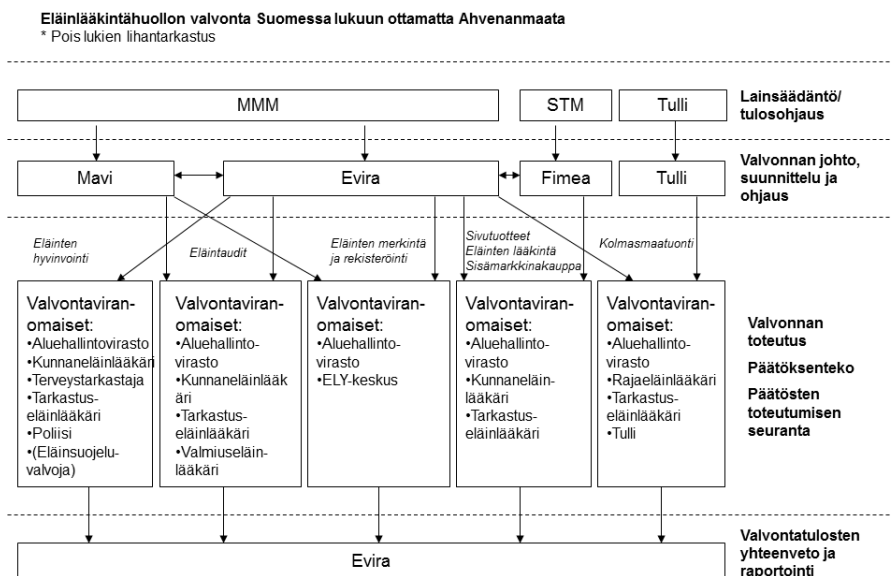 Eläinlääkintähuollon valvonta Suomessa lukuun ottamatta Ahvenanmaata
* Pois lukien lihantarkastus
MMM
STM
Tulli
Lainsäädäntö/
tulosohjaus
Mavi
Evira
Fimea
Tulli
Valvonnan johto,
suunnittelu ja
ohjaus
Eläinten
hyvinvointi
Eläintaudit
Eläinten merkintä
ja rekisteröinti
Sivutuotteet
Eläinten lääkintä
Sisämarkkinakauppa
Kolmasmaatuonti
Valvontaviran-
omaiset:
•Aluehallintovirasto
•Kunnaneläinlääkäri
•Terveystarkastaja
•Tarkastus-
eläinlääkäri
•Poliisi
•(Eläinsuojelu-
valvoja)
Valvontaviran-
omaiset:
•Aluehallinto-
virasto
•Kunnaneläinlääk
äri
•Tarkastus-
eläinlääkäri
•Valmiuseläin-
lääkäri
Valvontaviran-
omaiset:
•Aluehallinto-
virasto
•ELY-keskus
Valvontaviran-
omaiset:
•Aluehallinto-
virasto
•Kunnaneläin-
lääkäri
•Tarkastus-
eläinlääkäri
Valvontaviran-
omaiset:
•Aluehallinto-
virasto
•Rajaeläinlääkäri
•Tarkastus-
eläinlääkäri
•Tulli
Valvonnan
toteutus
Päätöksenteko
Päätösten
toteutumisen
seuranta
Evira
Valvontatulosten
yhteenveto ja
raportointi